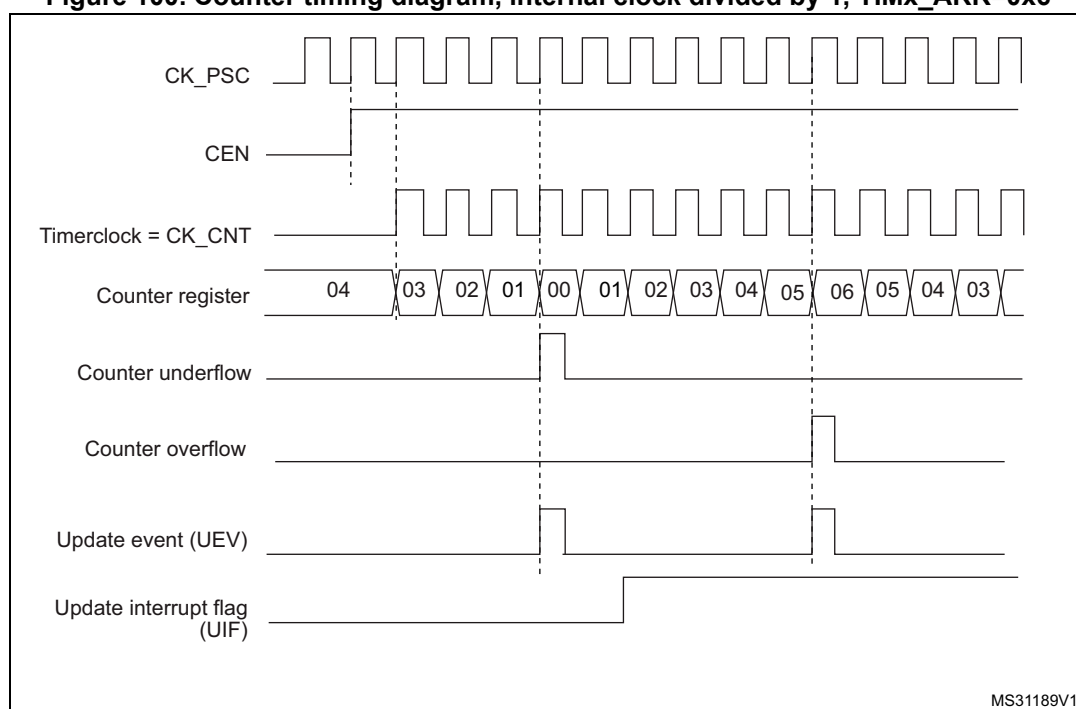 CK_PSC
CEN
Timerclock = CK_CNT
Counter register 04 03 02 01 00 01 02 03 04 05 06 05 04 03
Counter underflow
Counter overflow
Update event (UEV)
Update interrupt flag
(UIF)
MS31189V1